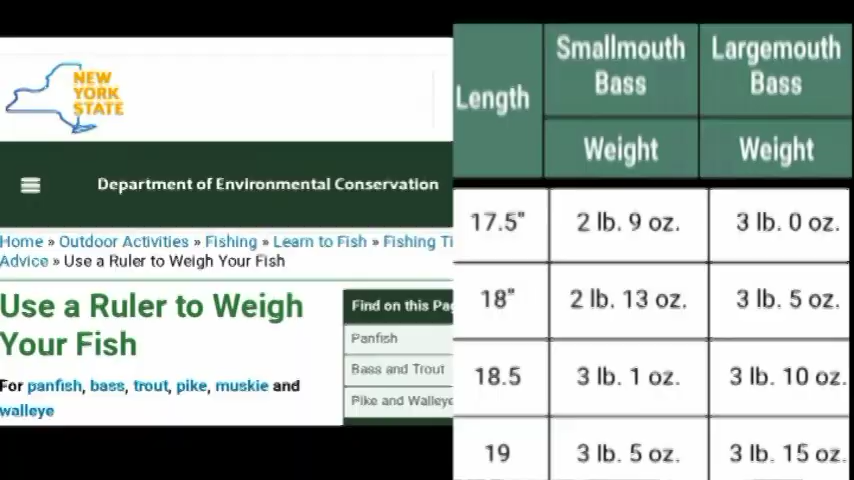 NEW
YORK
STATE
Department of Environmental Conservation
Home » Outdoor Activities » Fishing » Learn to Fish » Fishing Ti
Advice » Use a Ruler to Weigh Your Fish
Use a Ruler to Weigh
Your Fish
For panfish, bass, trout, pike, muskie and
walleye
Find on this Pag
Panfish
Bass and Trout
Pike and Walleye
Length
Smallmouth
Bass
Largemouth
Bass
Weight
Weight
17.5" 2 lb. 9 oz. 3 lb. 0 oz.
18" 2 lb. 13 oz. 3 lb. 5 oz.
18.5 3 lb. 1 oz. 3 lb. 10 oz.
19 3 lb. 5 oz. 3 lb. 15 oz.